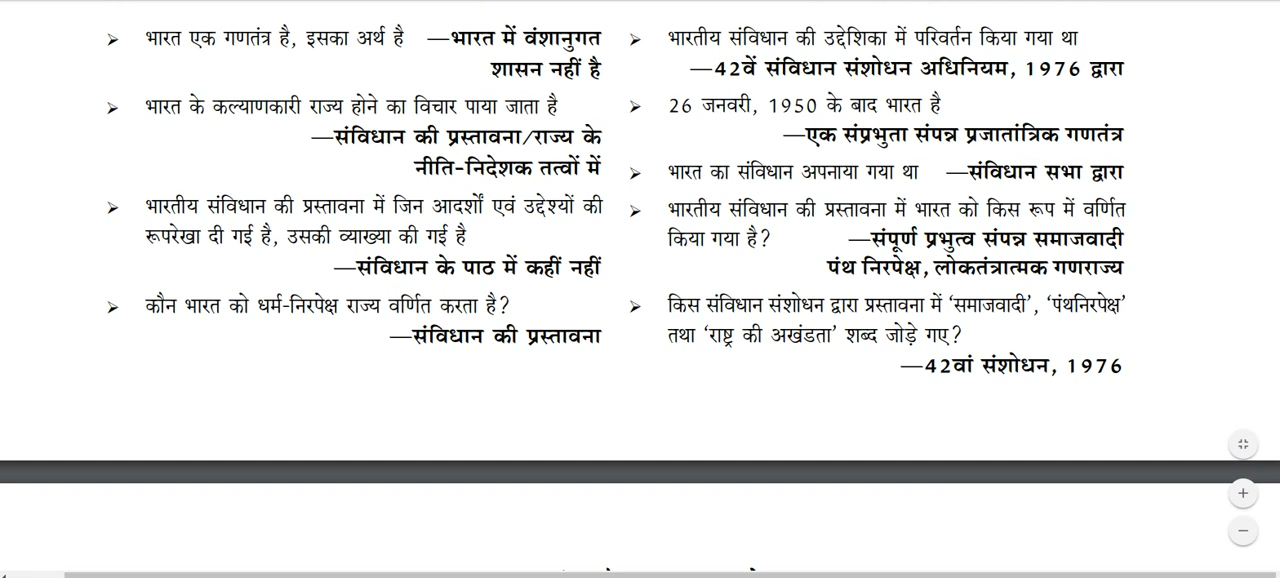 ➢ भारत एक गणतंत्र है, इसका अर्थ है —भारत में वंशानुगत
शासन नहीं है
➢ भारत के कल्याणकारी राज्य होने का विचार पाया जाता है
—संविधान की प्रस्तावना/राज्य के
नीति-निदेशक तत्वों में
➢ भारतीय संविधान की प्रस्तावना में जिन आदर्शों एवं उद्देश्यों की
रूपरेखा दी गई है, उसकी व्याख्या की गई है
—संविधान के पाठ में कहीं नहीं
➢ कौन भारत को धर्म-निरपेक्ष राज्य वर्णित करता है?
—संविधान की प्रस्तावना
➢ भारतीय संविधान की उद्देशिका में परिवर्तन किया गया था
—42वें संविधान संशोधन अधिनियम, 1976 द्वारा
➢ 26 जनवरी, 1950 के बाद भारत है
—एक संप्रभुता संपन्न प्रजातांत्रिक गणतंत्र
➢ भारत का संविधान अपनाया गया था —संविधान सभा द्वारा
➢ भारतीय संविधान की प्रस्तावना में भारत को किस रूप में वर्णित
किया गया है? —संपूर्ण प्रभुत्व संपन्न समाजवादी
पंथ निरपेक्ष, लोकतंत्रात्मक गणराज्य
➢ किस संविधान संशोधन द्वारा प्रस्तावना में ‘समाजवादी’, ‘पंथनिरपेक्ष’
तथा ‘राष्ट्र की अखंडता’ शब्द जोड़े गए?
—42वां संशोधन, 1976